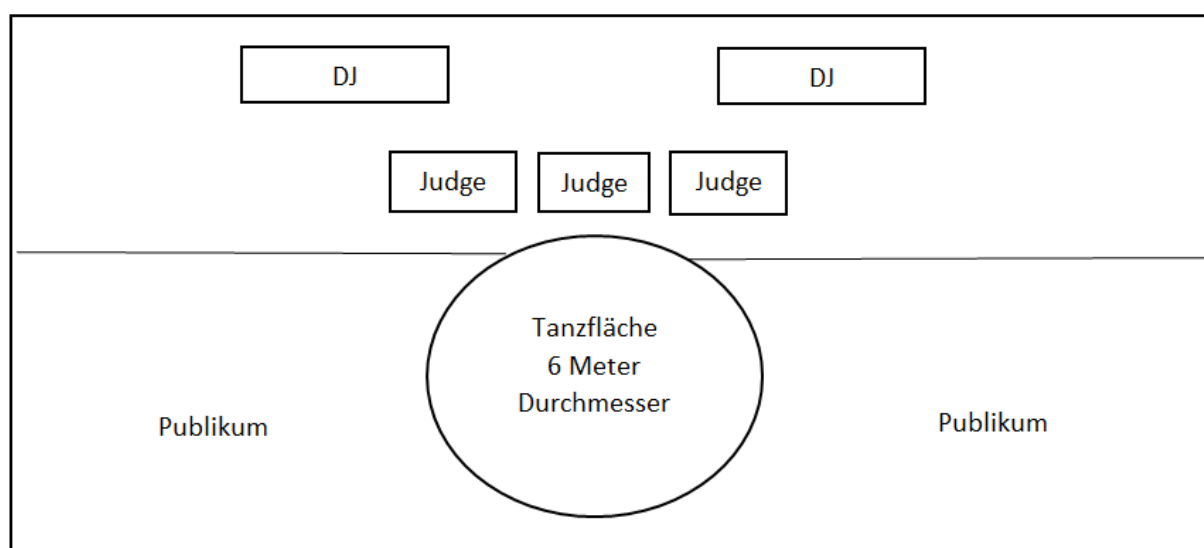 DJ
DJ
Judge
Judge
Judge
Tanzfläche
6 Meter
Durchmesser
Publikum
Publikum